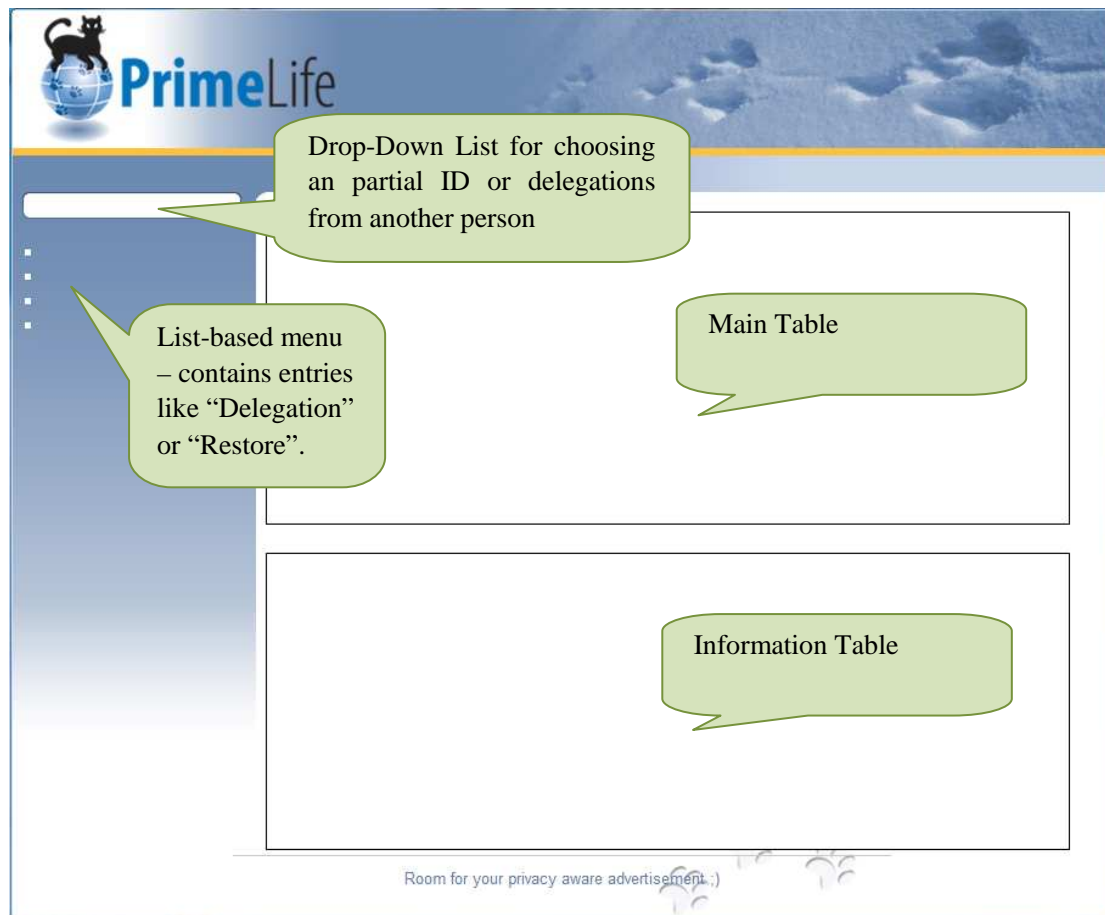 PrimeLife
Drop-Down List for choosing
an partial ID or delegations
from another person
List-based menu
– contains entries
like “Delegation”
or “Restore”.
Main Table
Information Table
Room for your privacy aware advertisement ;)